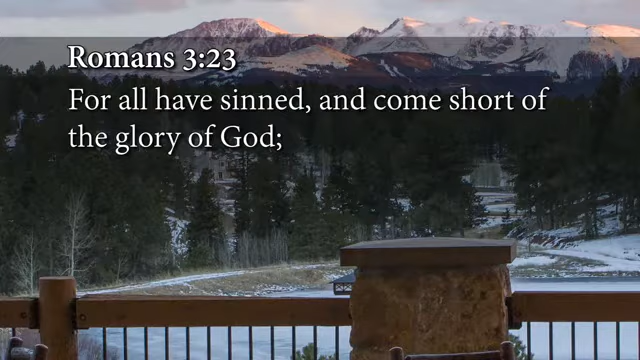 Romans 3:23
For all have sinned, and come short of
the glory of God;